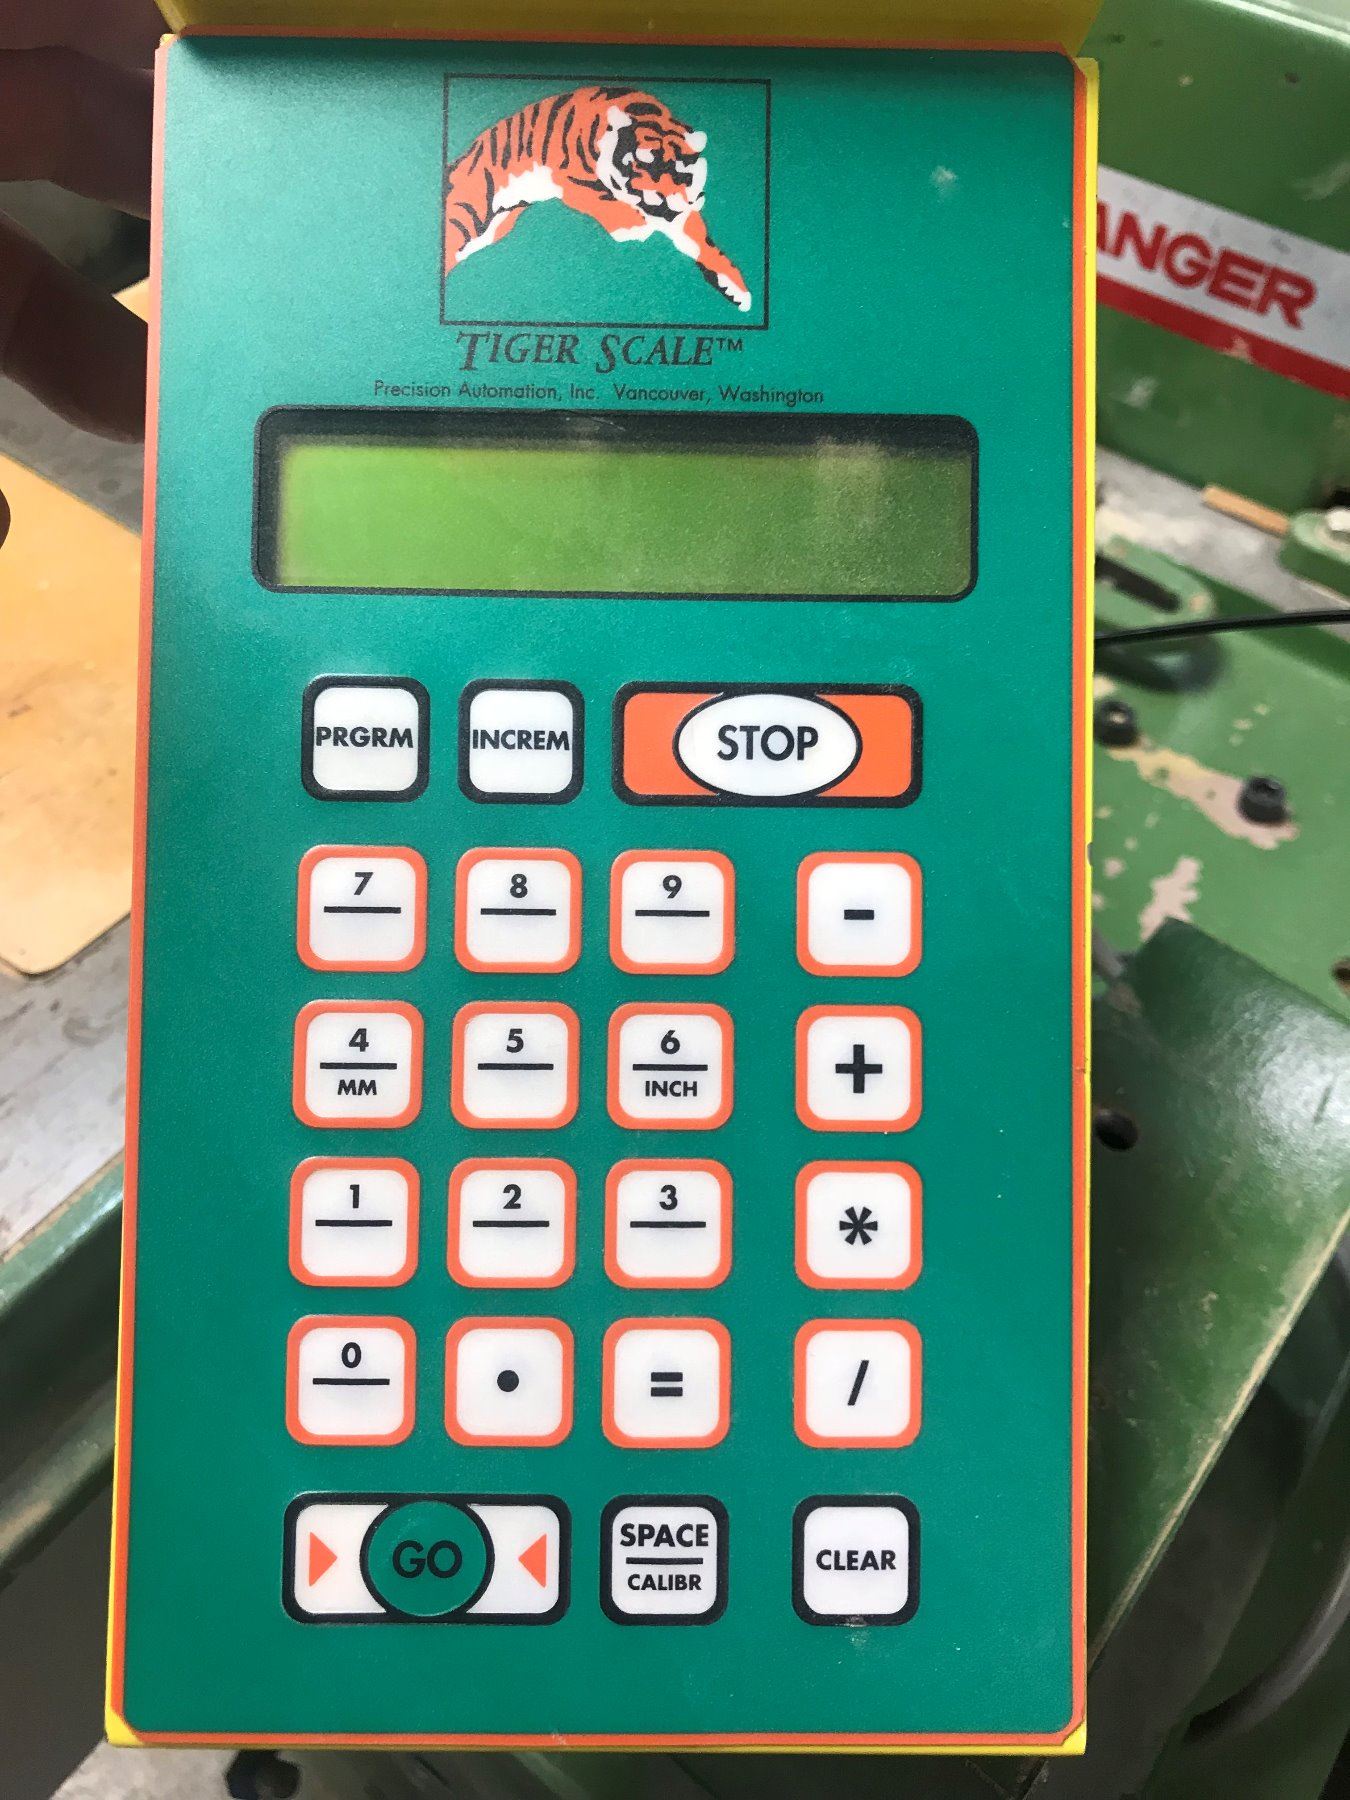 TIGER SCALE™
Precision Automation, Inc. Vancouver, Washington
ANGER
PRGRM INCREM STOP
7 8 9 -
4 5 6 +
MM INCH
1 2 3 *
0 . = /
GO SPACE CLEAR
CALIBR